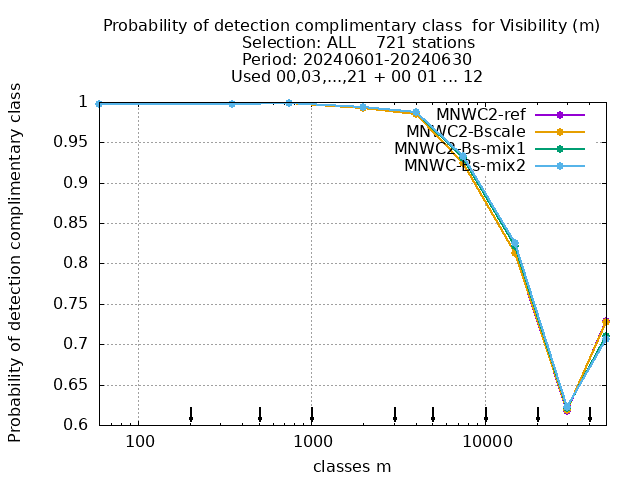 Probability of detection complimentary class  for Visibility (m)
Selection: ALL    721 stations
Period: 20240601-20240630
Used 00,03,...,21 + 00 01 ... 12
Probability of detection complimentary class
1
0.95
0.9
0.85
0.8
0.75
0.7
0.65
0.6
MNWC2-ref
MNWC2-Bscale
MNWC2-Bs-mix1
MNWC-Bs-mix2
100
1000
10000
classes m